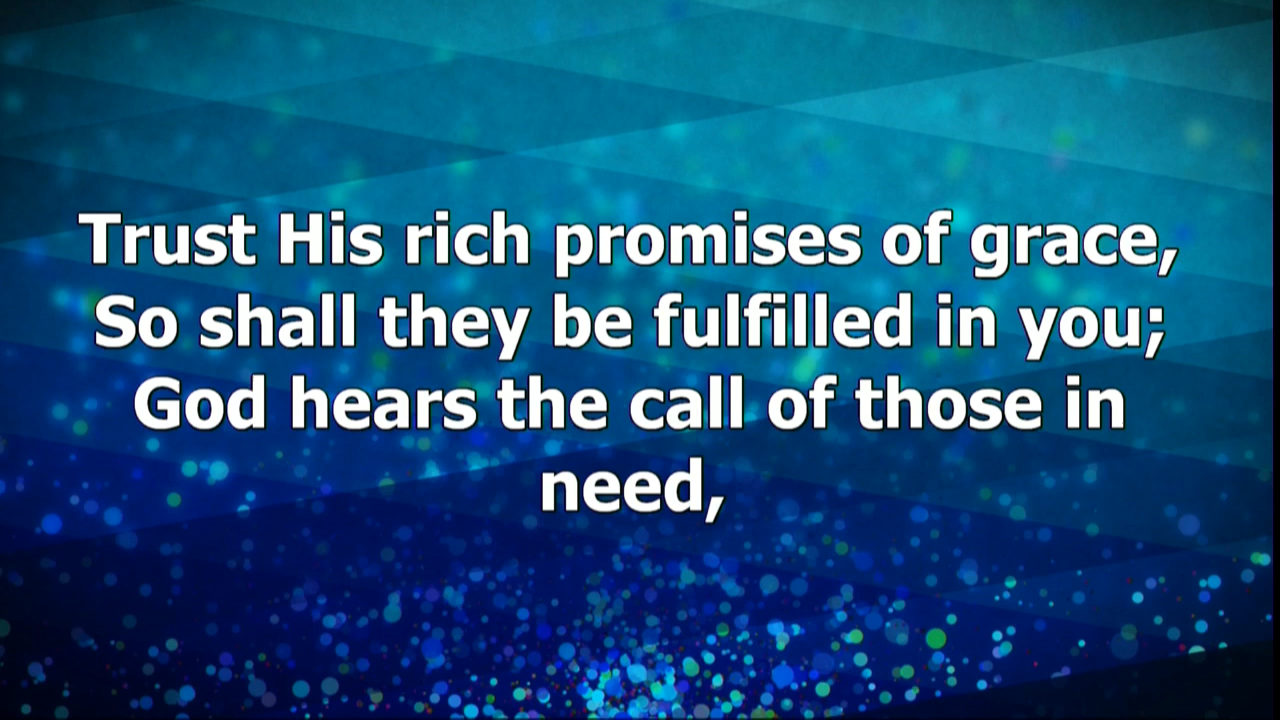 Trust His rich promises of grace,
So shall they be fulfilled in you;
God hears the call of those in
need,